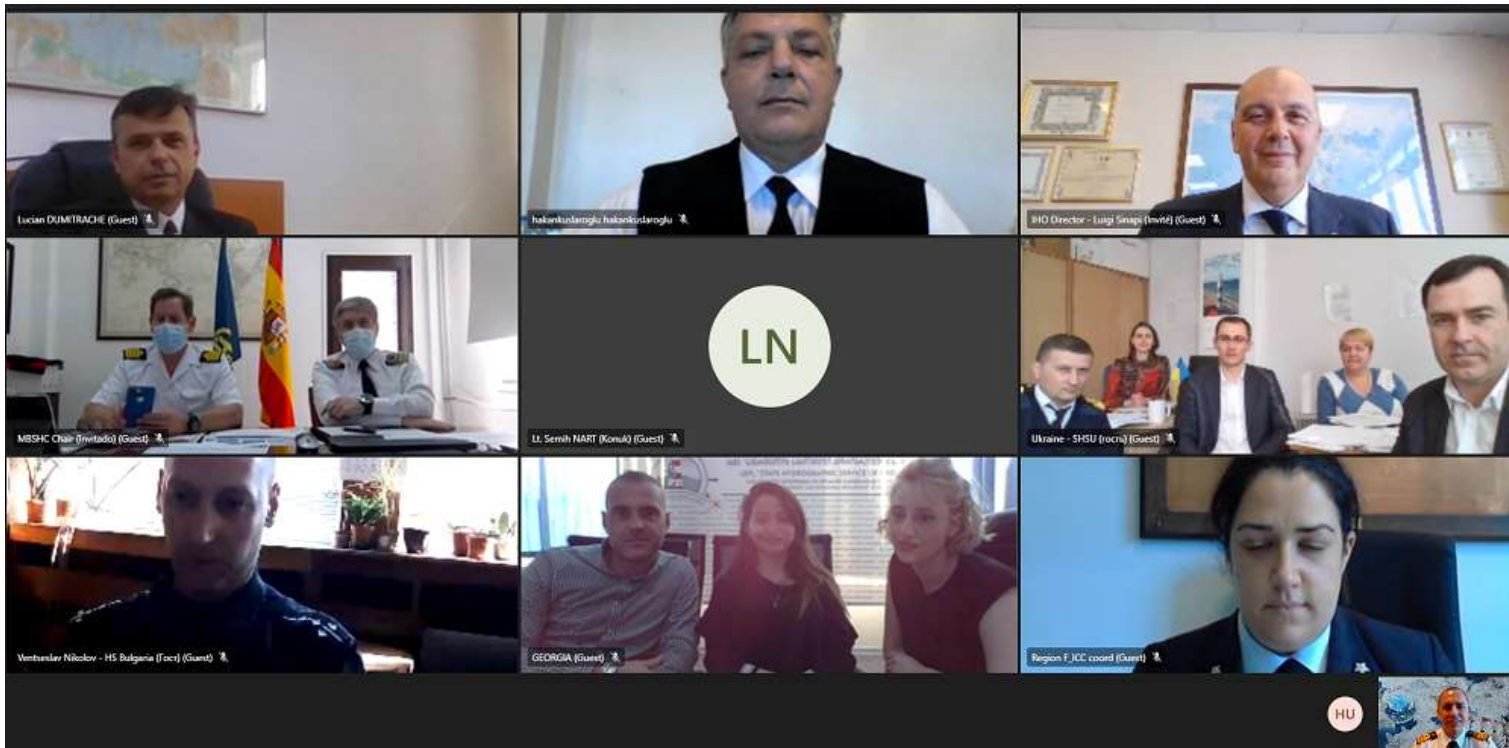 Lucian DUMITRACHE (Guest)
hakankuslaroglu hakankuslaroglu
IHO Director - Luigi Sinapi (Invité) (Guest)
MBSHC Chair (Invitado) (Guest)
LN
Lt. Semih NART (Konuk) (Guest)
Ukraine - SHSU (гость) (Guest)
Ventseslav Nikolov - HS Bulgaria (Гост) (Guest)
GEORGIA (Guest)
Region F_ICC coord (Guest)
HU